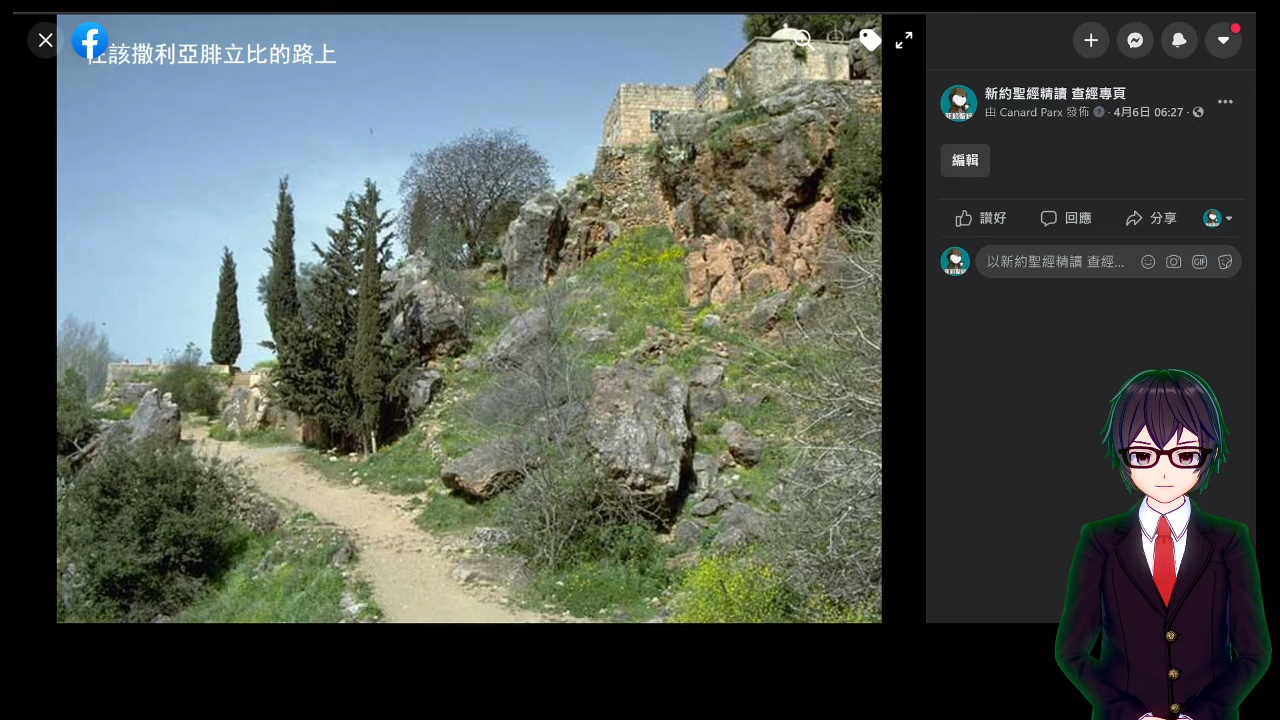 在該撒利亞腓立比的路上
新約聖經精讀 查經專頁
由 Canard Parx 發佈 · 4月6日 06:27 ·
編輯
讚好 回應 分享
以新約聖經精讀 查經...
GIF